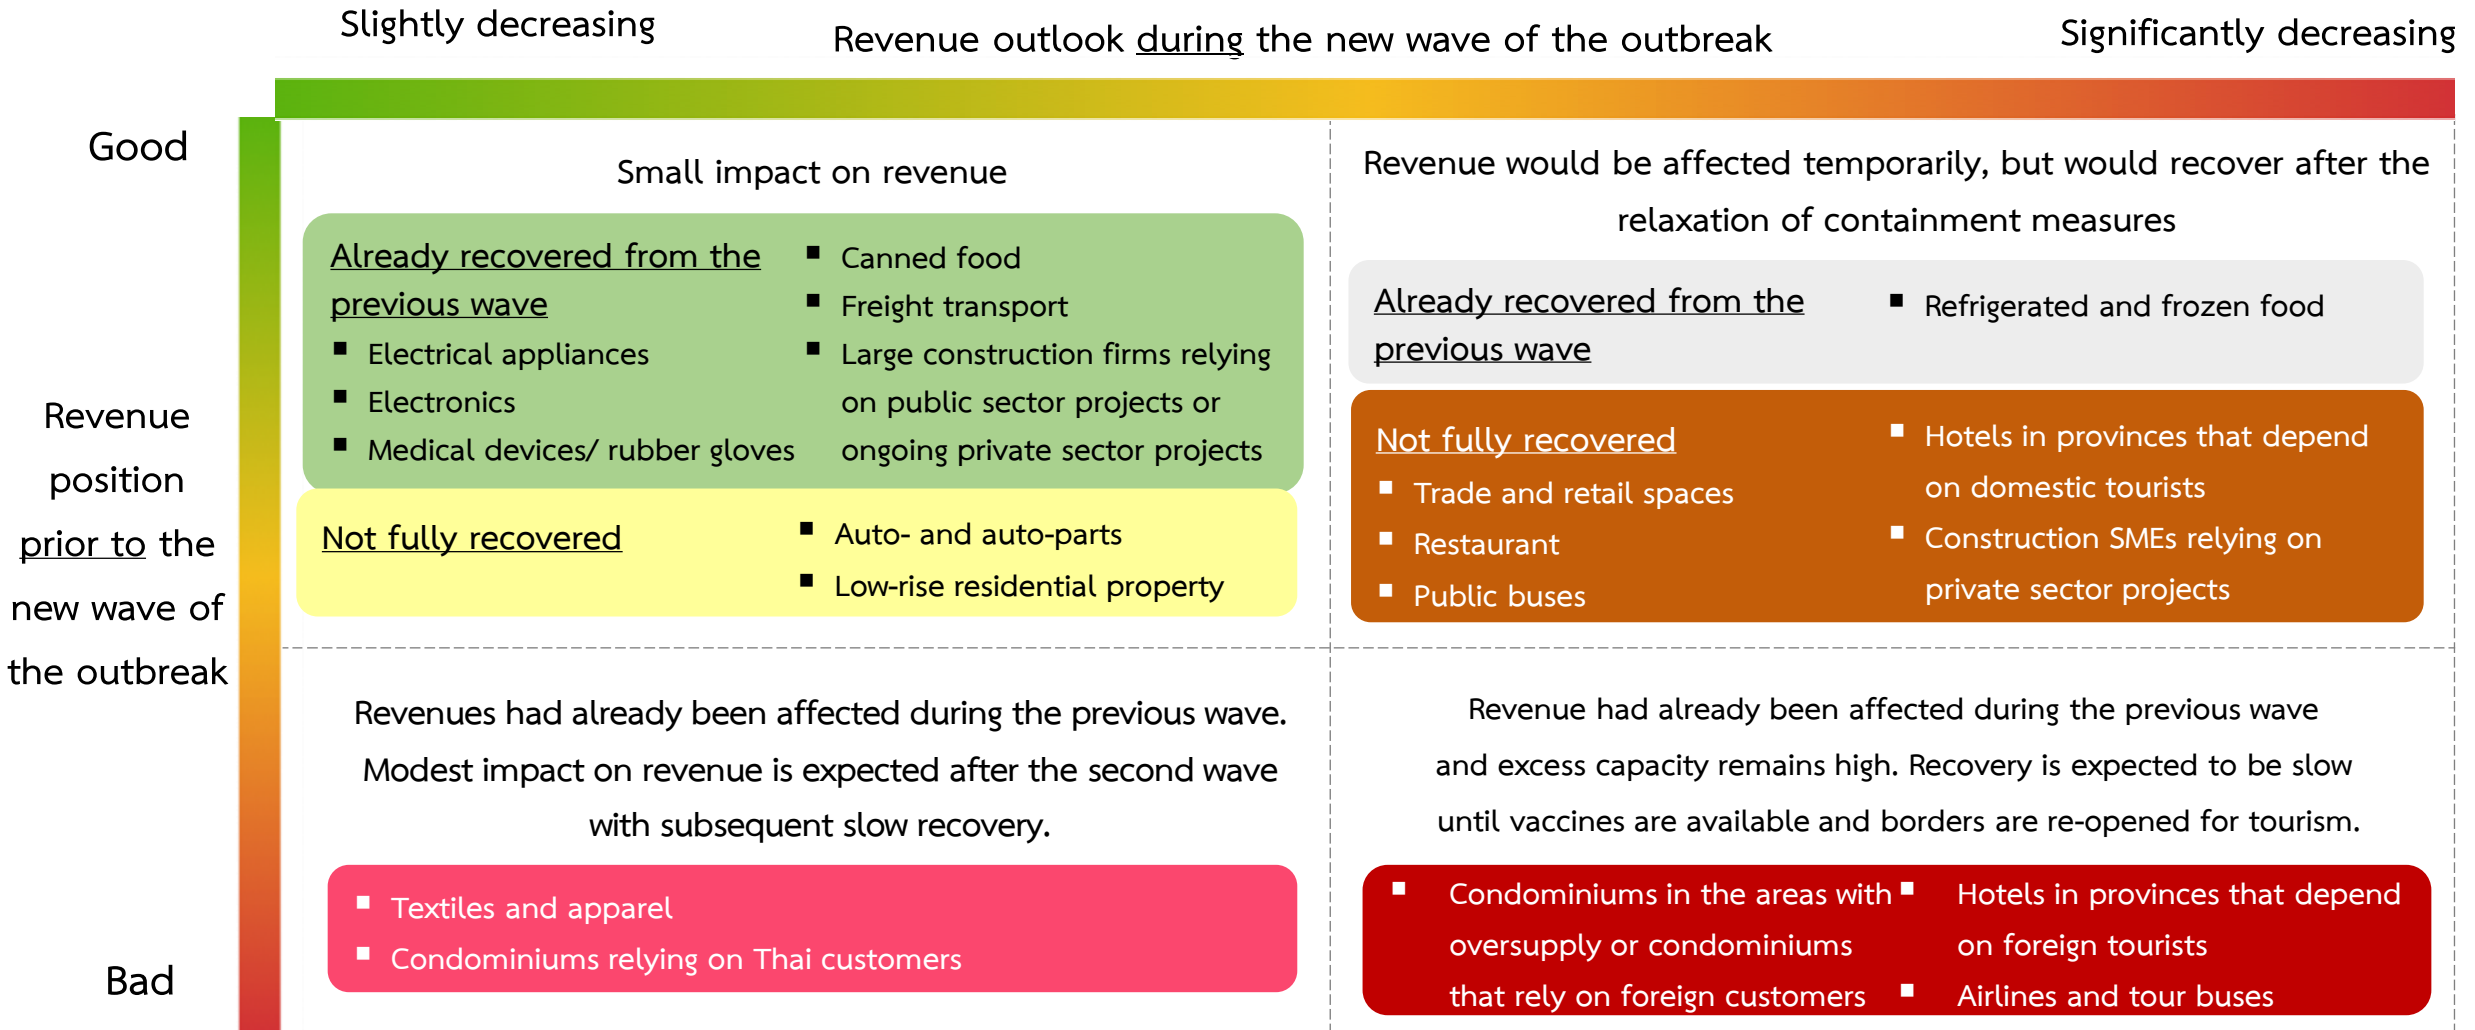 Slightly decreasing
Revenue outlook during the new wave of the outbreak
Significantly decreasing
Good
Revenue
position
prior to the
new wave of
the outbreak
Bad
Small impact on revenue
Already recovered from the
previous wave
▪ Electrical appliances
▪ Electronics
▪ Medical devices/ rubber gloves
▪ Canned food
▪ Freight transport
▪ Large construction firms relying
on public sector projects or
ongoing private sector projects
Not fully recovered
▪ Auto- and auto-parts
▪ Low-rise residential property
Revenue would be affected temporarily, but would recover after the
relaxation of containment measures
Already recovered from the
previous wave
▪ Refrigerated and frozen food
Not fully recovered
▪ Trade and retail spaces
▪ Restaurant
▪ Public buses
▪ Hotels in provinces that depend
on domestic tourists
▪ Construction SMEs relying on
private sector projects
Revenues had already been affected during the previous wave.
Modest impact on revenue is expected after the second wave
with subsequent slow recovery.
▪ Textiles and apparel
▪ Condominiums relying on Thai customers
Revenue had already been affected during the previous wave
and excess capacity remains high. Recovery is expected to be slow
until vaccines are available and borders are re-opened for tourism.
▪ Condominiums in the areas with
oversupply or condominiums
that rely on foreign customers
▪ Hotels in provinces that depend
on foreign tourists
▪ Airlines and tour buses